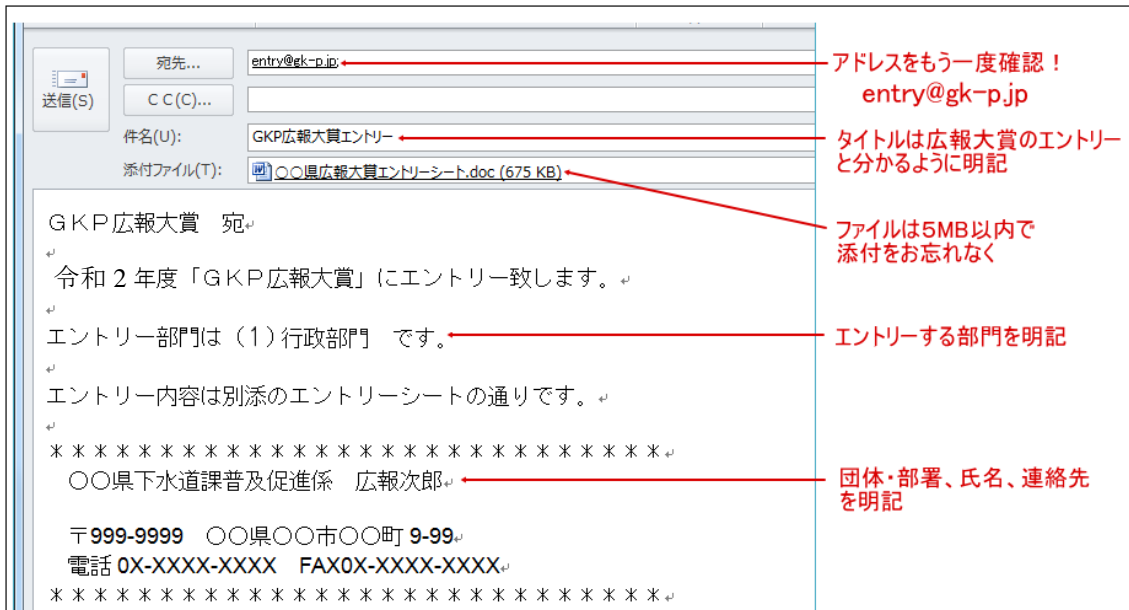 宛先...
entry@gk-p.jp;
アドレスをもう一度確認！
entry@gk-p.jp
送信(S)
ＣＣ(C)...
件名(U):
GKP広報大賞エントリー
タイトルは広報大賞のエントリー
と分かるように明記
添付ファイル(T):
〇〇県広報大賞エントリーシート.doc (675 KB)
ファイルは5MB以内で
添付をお忘れなく
ＧＫＰ広報大賞　宛↵
↵
令和２年度「ＧＫＰ広報大賞」にエントリー致します。↵
↵
エントリー部門は（１）行政部門　です。
エントリーする部門を明記
↵
エントリー内容は別添のエントリーシートの通りです。↵
↵
＊＊＊＊＊＊＊＊＊＊＊＊＊＊＊＊＊＊＊＊＊＊＊＊＊＊＊＊↵
〇〇県下水道課普及促進係　広報次郎↵
団体・部署、氏名、連絡先
を明記
〒999-9999　〇〇県〇〇市〇〇町 9-99↵
電話 0X-XXXX-XXXX　FAX0X-XXXX-XXXX↵
＊＊＊＊＊＊＊＊＊＊＊＊＊＊＊＊＊＊＊＊＊＊＊＊＊＊＊＊↵